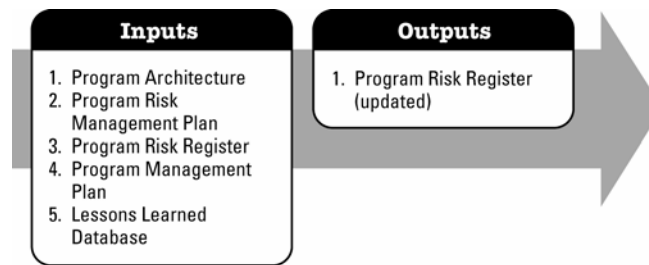 Inputs
1. Program Architecture
2. Program Risk
Management Plan
3. Program Risk Register
4. Program Management
Plan
5. Lessons Learned
Database
Outputs
1. Program Risk Register
(updated)